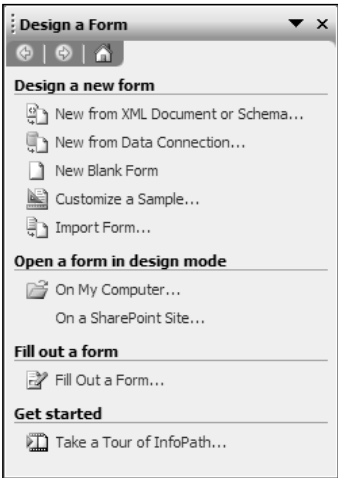 Design a Form
Design a new form
New from XML Document or Schema...
New from Data Connection...
New Blank Form
Customize a Sample...
Import Form...
Open a form in design mode
On My Computer...
On a SharePoint Site...
Fill out a form
Fill Out a Form...
Get started
Take a Tour of InfoPath...